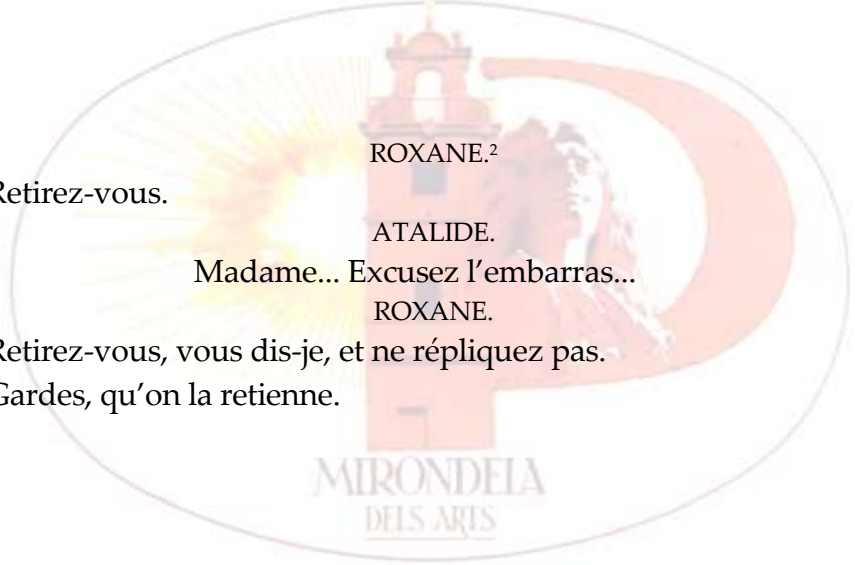 ROXANE.²
Retirez-vous.
ATALIDE.
Madame... Excusez l’embarras...
ROXANE.
Retirez-vous, vous dis-je, et ne répliquez pas.
Gardes, qu’on la retienne.
MIRONDELA
DELS ARTS